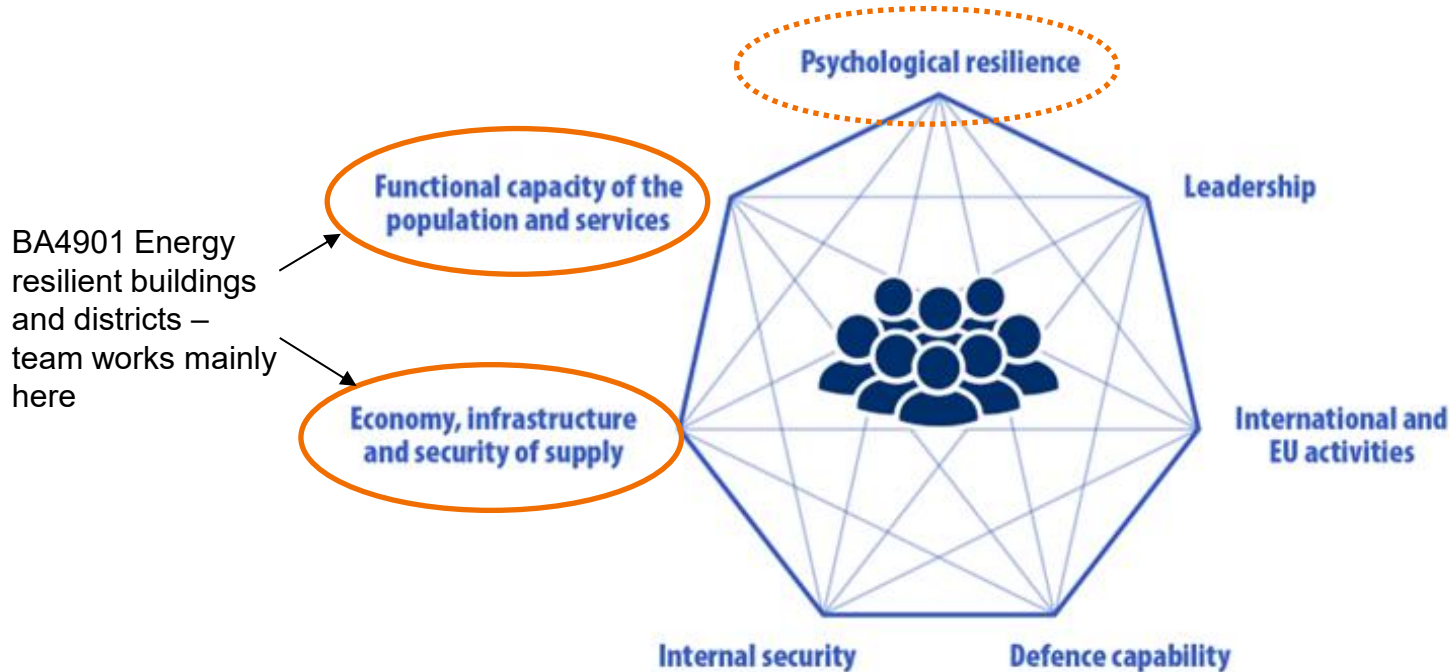 Psychological resilience
Functional capacity of the
population and services
Leadership
BA4901 Energy
resilient buildings
and districts –
team works mainly
here
Economy, infrastructure
and security of supply
International and
EU activities
Internal security
Defence capability